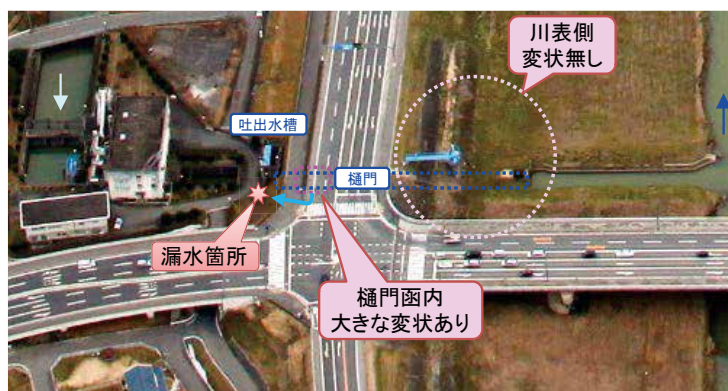 川表側
変状無し
吐出水槽
樋門
漏水箇所
樋門函内
大きな変状あり